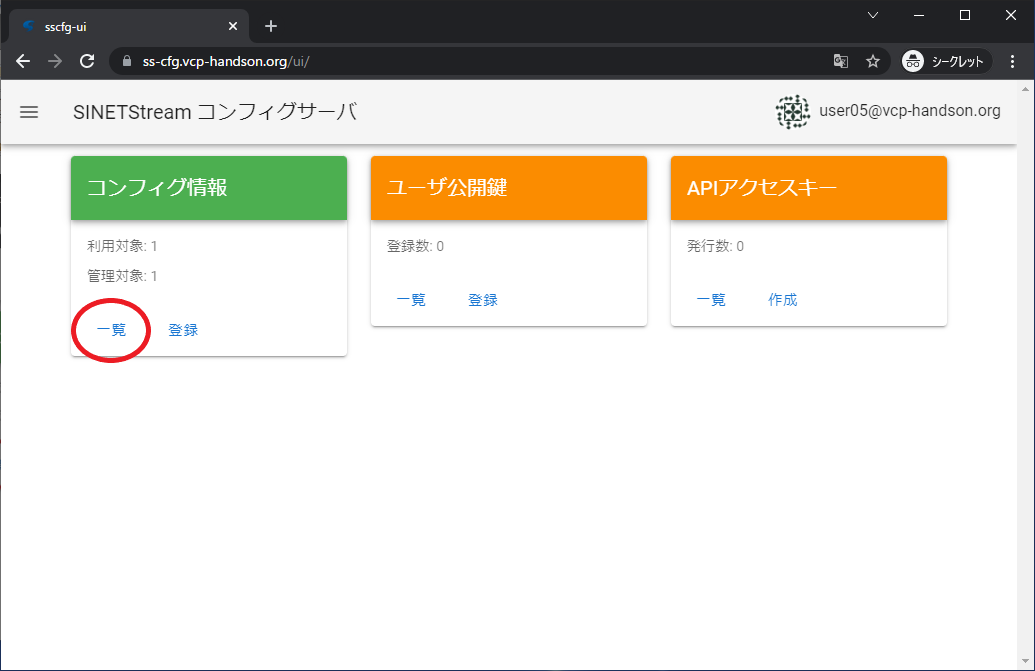 sscfg-ui
ss-cfg.vcp-handson.org/ui/
シークレット
SINETStream コンフィグサーバ
user05@vcp-handson.org
コンフィグ情報
利用対象: 1
管理対象: 1
一覧 登録
ユーザ公開鍵
登録数: 0
一覧 登録
APIアクセスキー
発行数: 0
一覧 作成